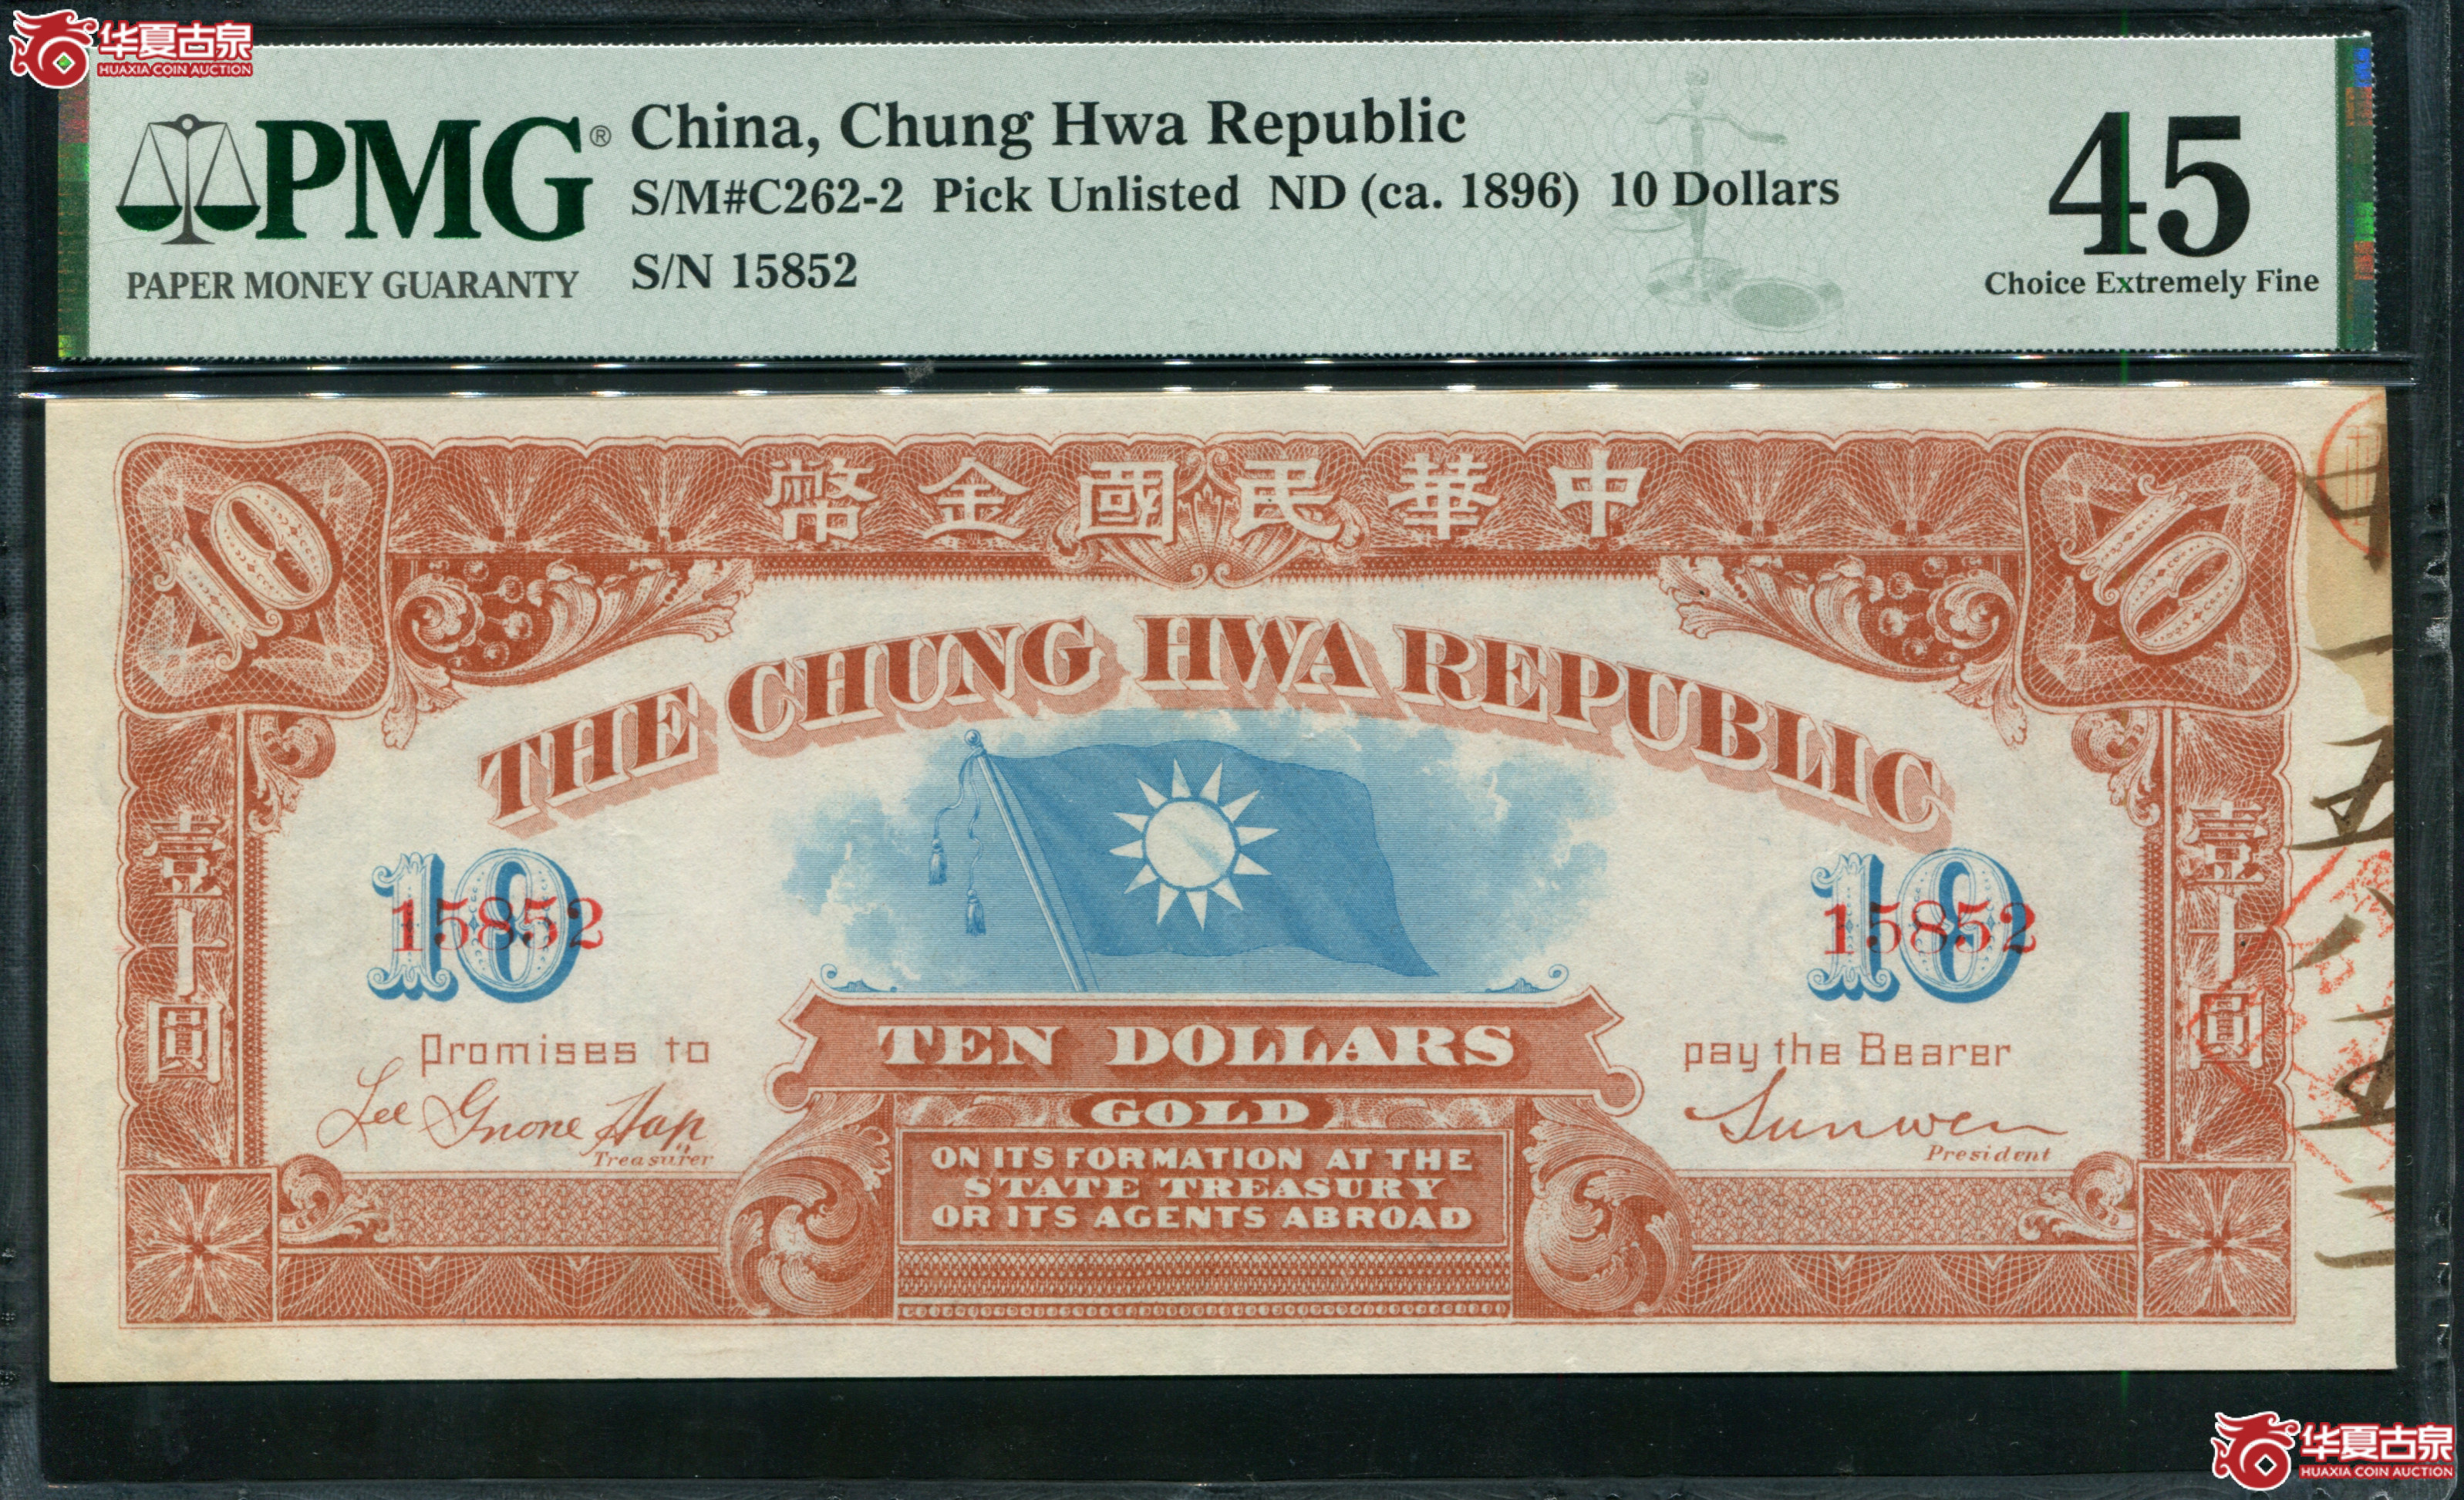 华夏古泉
HUAXIA COIN AUCTION
PMG®
PAPER MONEY GUARANTY
China, Chung Hwa Republic
S/M#C262-2 Pick Unlisted ND (ca. 1896) 10 Dollars
S/N 15852
45
Choice Extremely Fine
10
幣金國民華中
10
THE CHUNG HWA REPUBLIC
壹十圓
壹十圓
10
15852
10
15852
Promises to
TEN DOLLARS
pay the Bearer
Lee Gnone Hap
Treasurer
GOLD
Sunwen
President
ON ITS FORMATION AT THE
STATE TREASURY
OR ITS AGENTS ABROAD
华夏古泉
HUAXIA COIN AUCTION